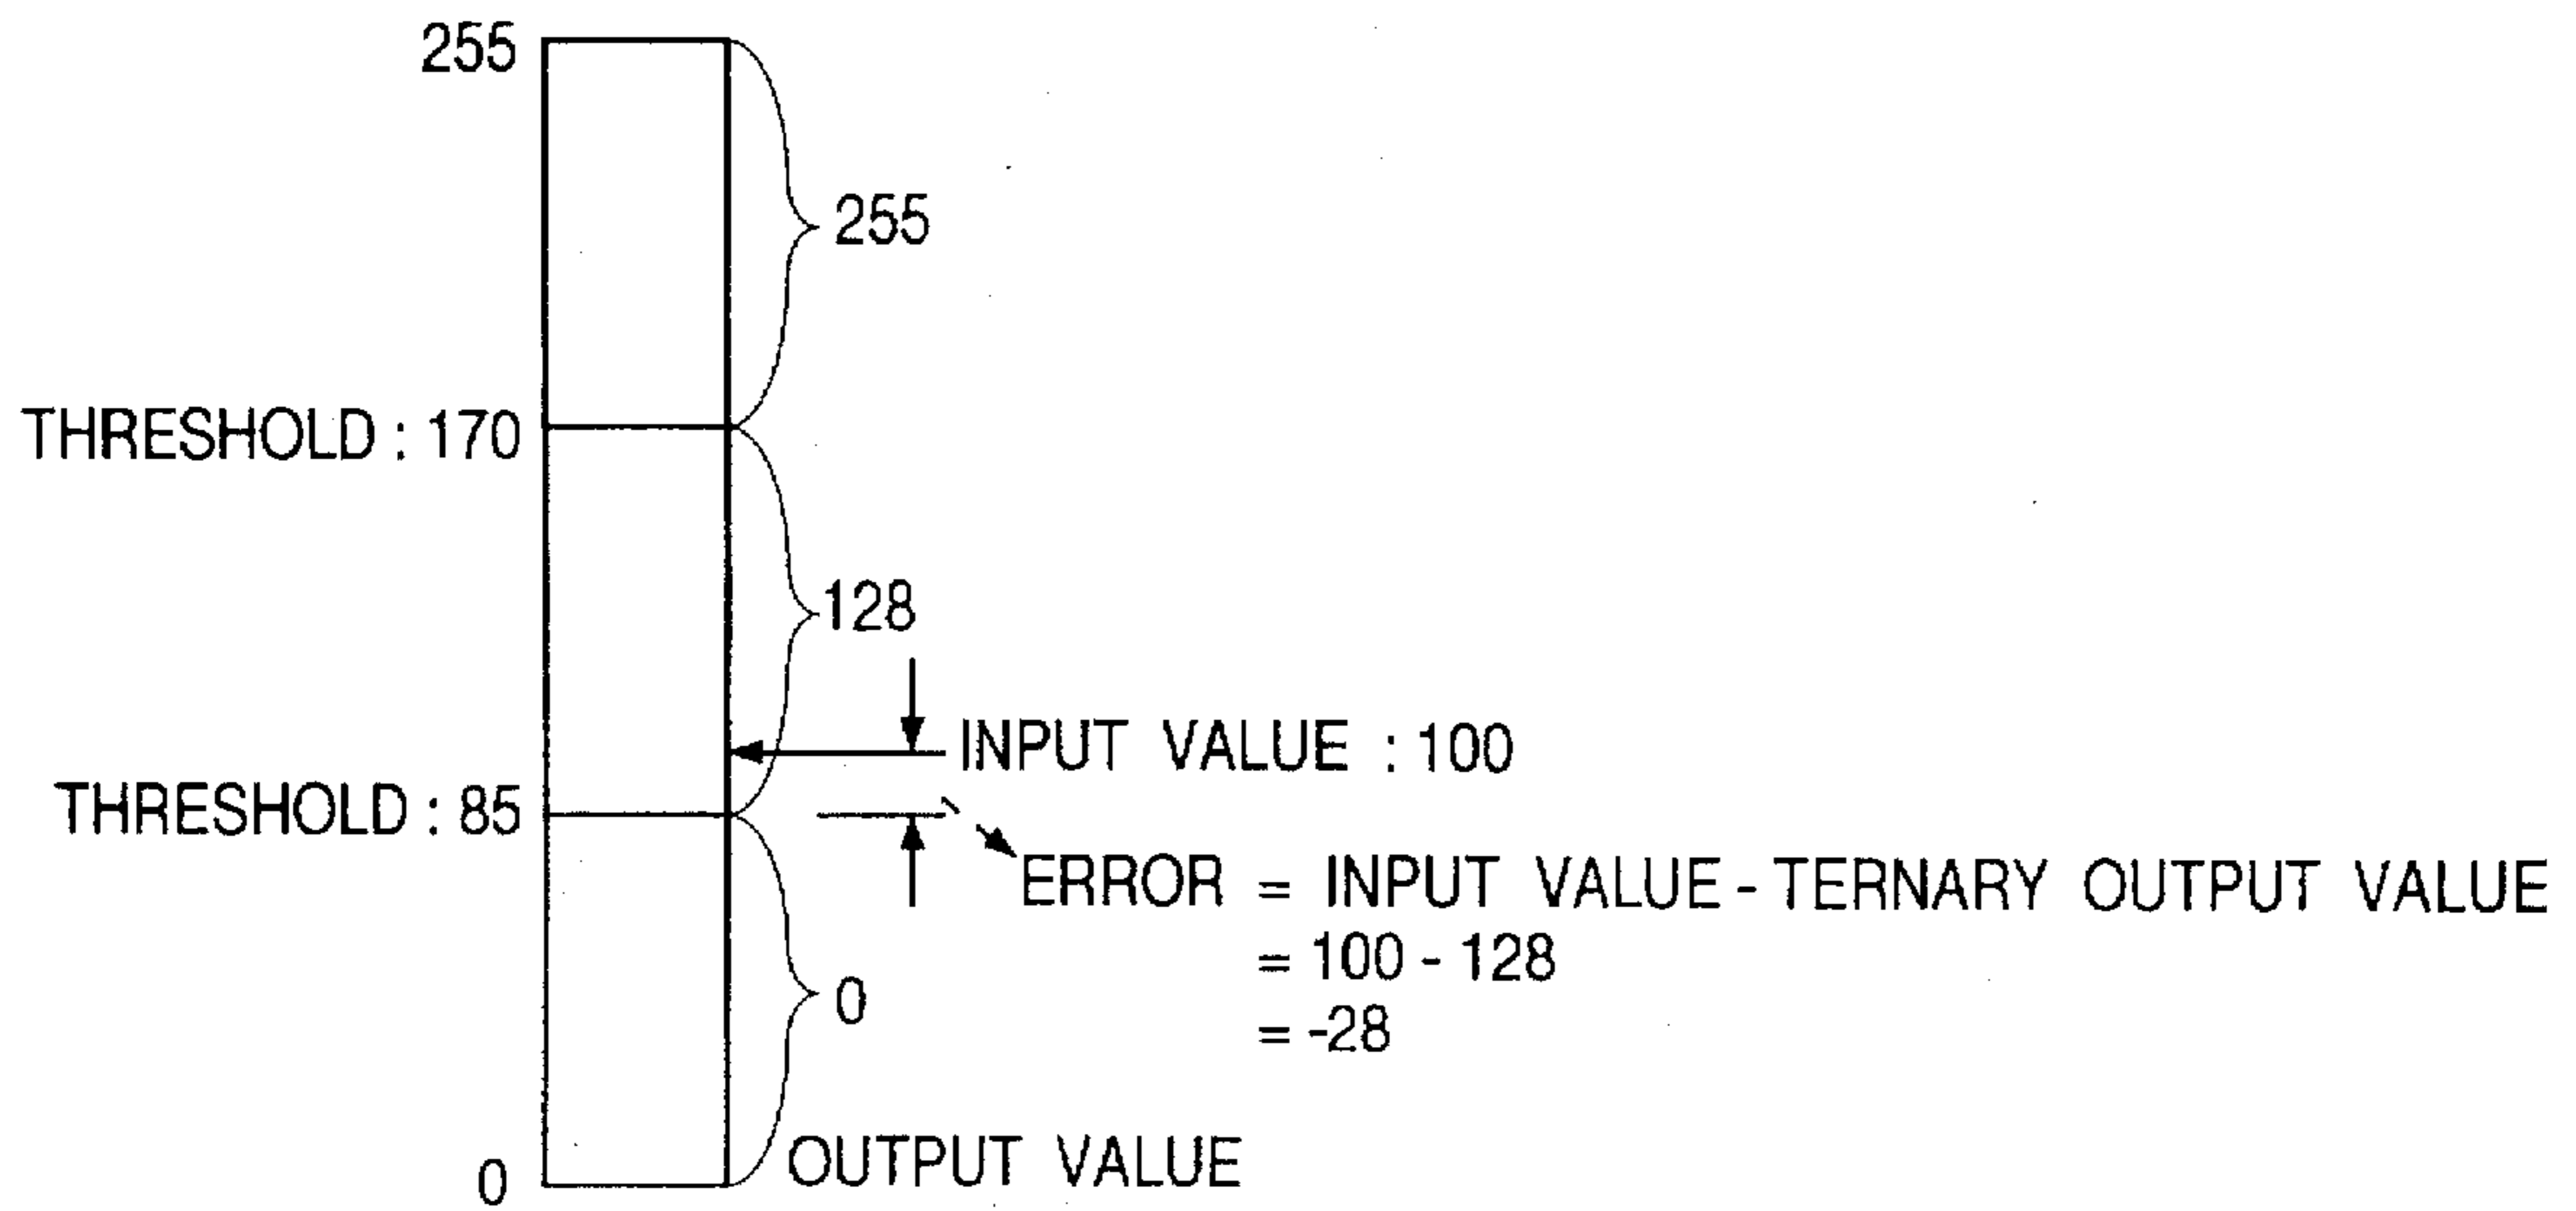 255
255
THRESHOLD : 170
128
INPUT VALUE : 100
THRESHOLD : 85
ERROR = INPUT VALUE - TERNARY OUTPUT VALUE
= 100 - 128
0
= -28
OUTPUT VALUE
0